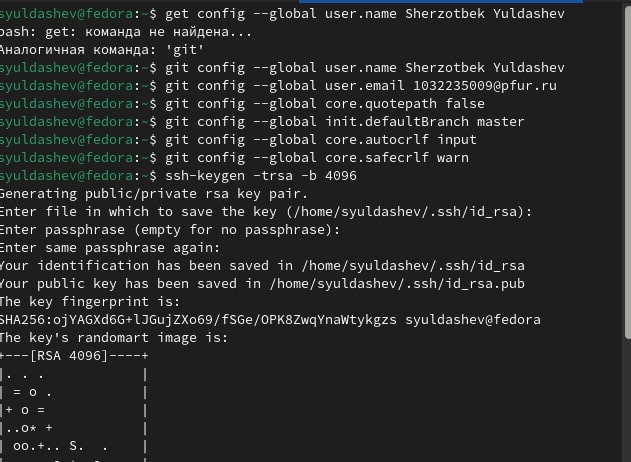 syuldashev@fedora:~$ get config --global user.name Sherzotbek Yuldashev
bash: get: команда не найдена...
Аналогичная команда: 'git'
syuldashev@fedora:~$ git config --global user.name Sherzotbek Yuldashev
syuldashev@fedora:~$ git config --global user.email 1032235009@pfur.ru
syuldashev@fedora:~$ git config --global core.quotepath false
syuldashev@fedora:~$ git config --global init.defaultBranch master
syuldashev@fedora:~$ git config --global core.autocrlf input
syuldashev@fedora:~$ git config --global core.safecrlf warn
syuldashev@fedora:~$ ssh-keygen -trsa -b 4096
Generating public/private rsa key pair.
Enter file in which to save the key (/home/syuldashev/.ssh/id_rsa):
Enter passphrase (empty for no passphrase):
Enter same passphrase again:
Your identification has been saved in /home/syuldashev/.ssh/id_rsa
Your public key has been saved in /home/syuldashev/.ssh/id_rsa.pub
The key fingerprint is:
SHA256:ojYAGXd6G+lJGujZXo69/fSGe/OPK8ZwqYnaWtykgzs syuldashev@fedora
The key's randomart image is:
+---[RSA 4096]----+
|. . .            |
| = o .           |
|+ o =            |
|..o* +           |
| oo.+.. S.  .    |